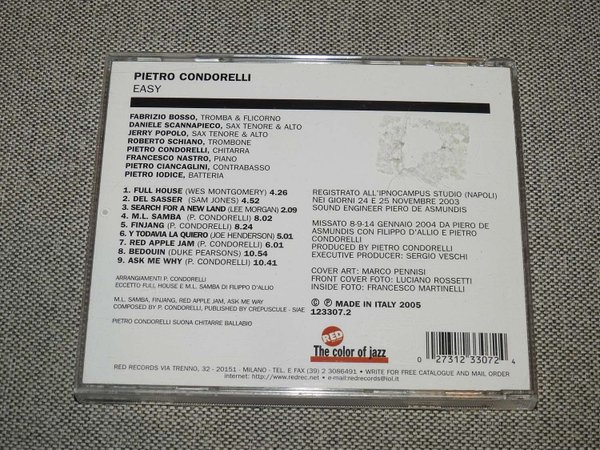 PIETRO CONDORELLI
EASY
FABRIZIO BOSSO, TROMBA & FLICORNO
DANIELE SCANNAPIECO, SAX TENORE & ALTO
JERRY POPOLO, SAX TENORE & ALTO
ROBERTO SCHIANO, TROMBONE
PIETRO CONDORELLI, CHITARRA
FRANCESCO NASTRO, PIANO
PIETRO CIANCAGLINI, CONTRABASSO
PIETRO IODICE, BATTERIA
1. FULL HOUSE (WES MONTGOMERY) 4.26
2. DEL SASSER (SAM JONES) 4.52
3. SEARCH FOR A NEW LAND (LEE MORGAN) 2.09
4. M.L. SAMBA (P. CONDORELLI) 8.02
5. FINJANG (P. CONDORELLI) 8.24
6. Y TODAVIA LA QUIERO (JOE HENDERSON) 5.01
7. RED APPLE JAM (P. CONDORELLI) 6.01
8. BEDOUIN (DUKE PEARSONS) 10.54
9. ASK ME WHY (P. CONDORELLI) 10.41
ARRANGIAMENTI P. CONDORELLI
ECCETTO FULL HOUSE E M.L. SAMBA DI FILIPPO D'ALLIO
M.L. SAMBA, FINJANG, RED APPLE JAM, ASK ME WAY
COMPOSED BY P. CONDORELLI, PUBLISHED BY CREPUSCULE - SIAE
PIETRO CONDORELLI SUONA CHITARRE BALLABIO
REGISTRATO ALL'IPNOCAMPUS STUDIO (NAPOLI)
NEI GIORNI 24 E 25 NOVEMBRE 2003
SOUND ENGINEER PIERO DE ASMUNDIS
MISSATO 8-9-14 GENNAIO 2004 DA PIERO DE
ASMUNDIS CON FILIPPO D'ALLIO E PIETRO
CONDORELLI
PRODUCED BY PIETRO CONDORELLI
EXECUTIVE PRODUCER: SERGIO VESCHI
COVER ART: MARCO PENNISI
FRONT COVER FOTO: LUCIANO ROSSETTI
INSIDE FOTO: FRANCESCO MARTINELLI
© ℗ MADE IN ITALY 2005
123307.2
RED
The color of jazz
0 27312 33072 4
RED RECORDS VIA TRENNO, 32 - 20151 - MILANO - TEL. E FAX (39) 2 3086491 • WRITE FOR FREE CATALOGUE AND MAIL ORDER
internet: http://www.redrec.net • e-mail:redrecords@iol.it